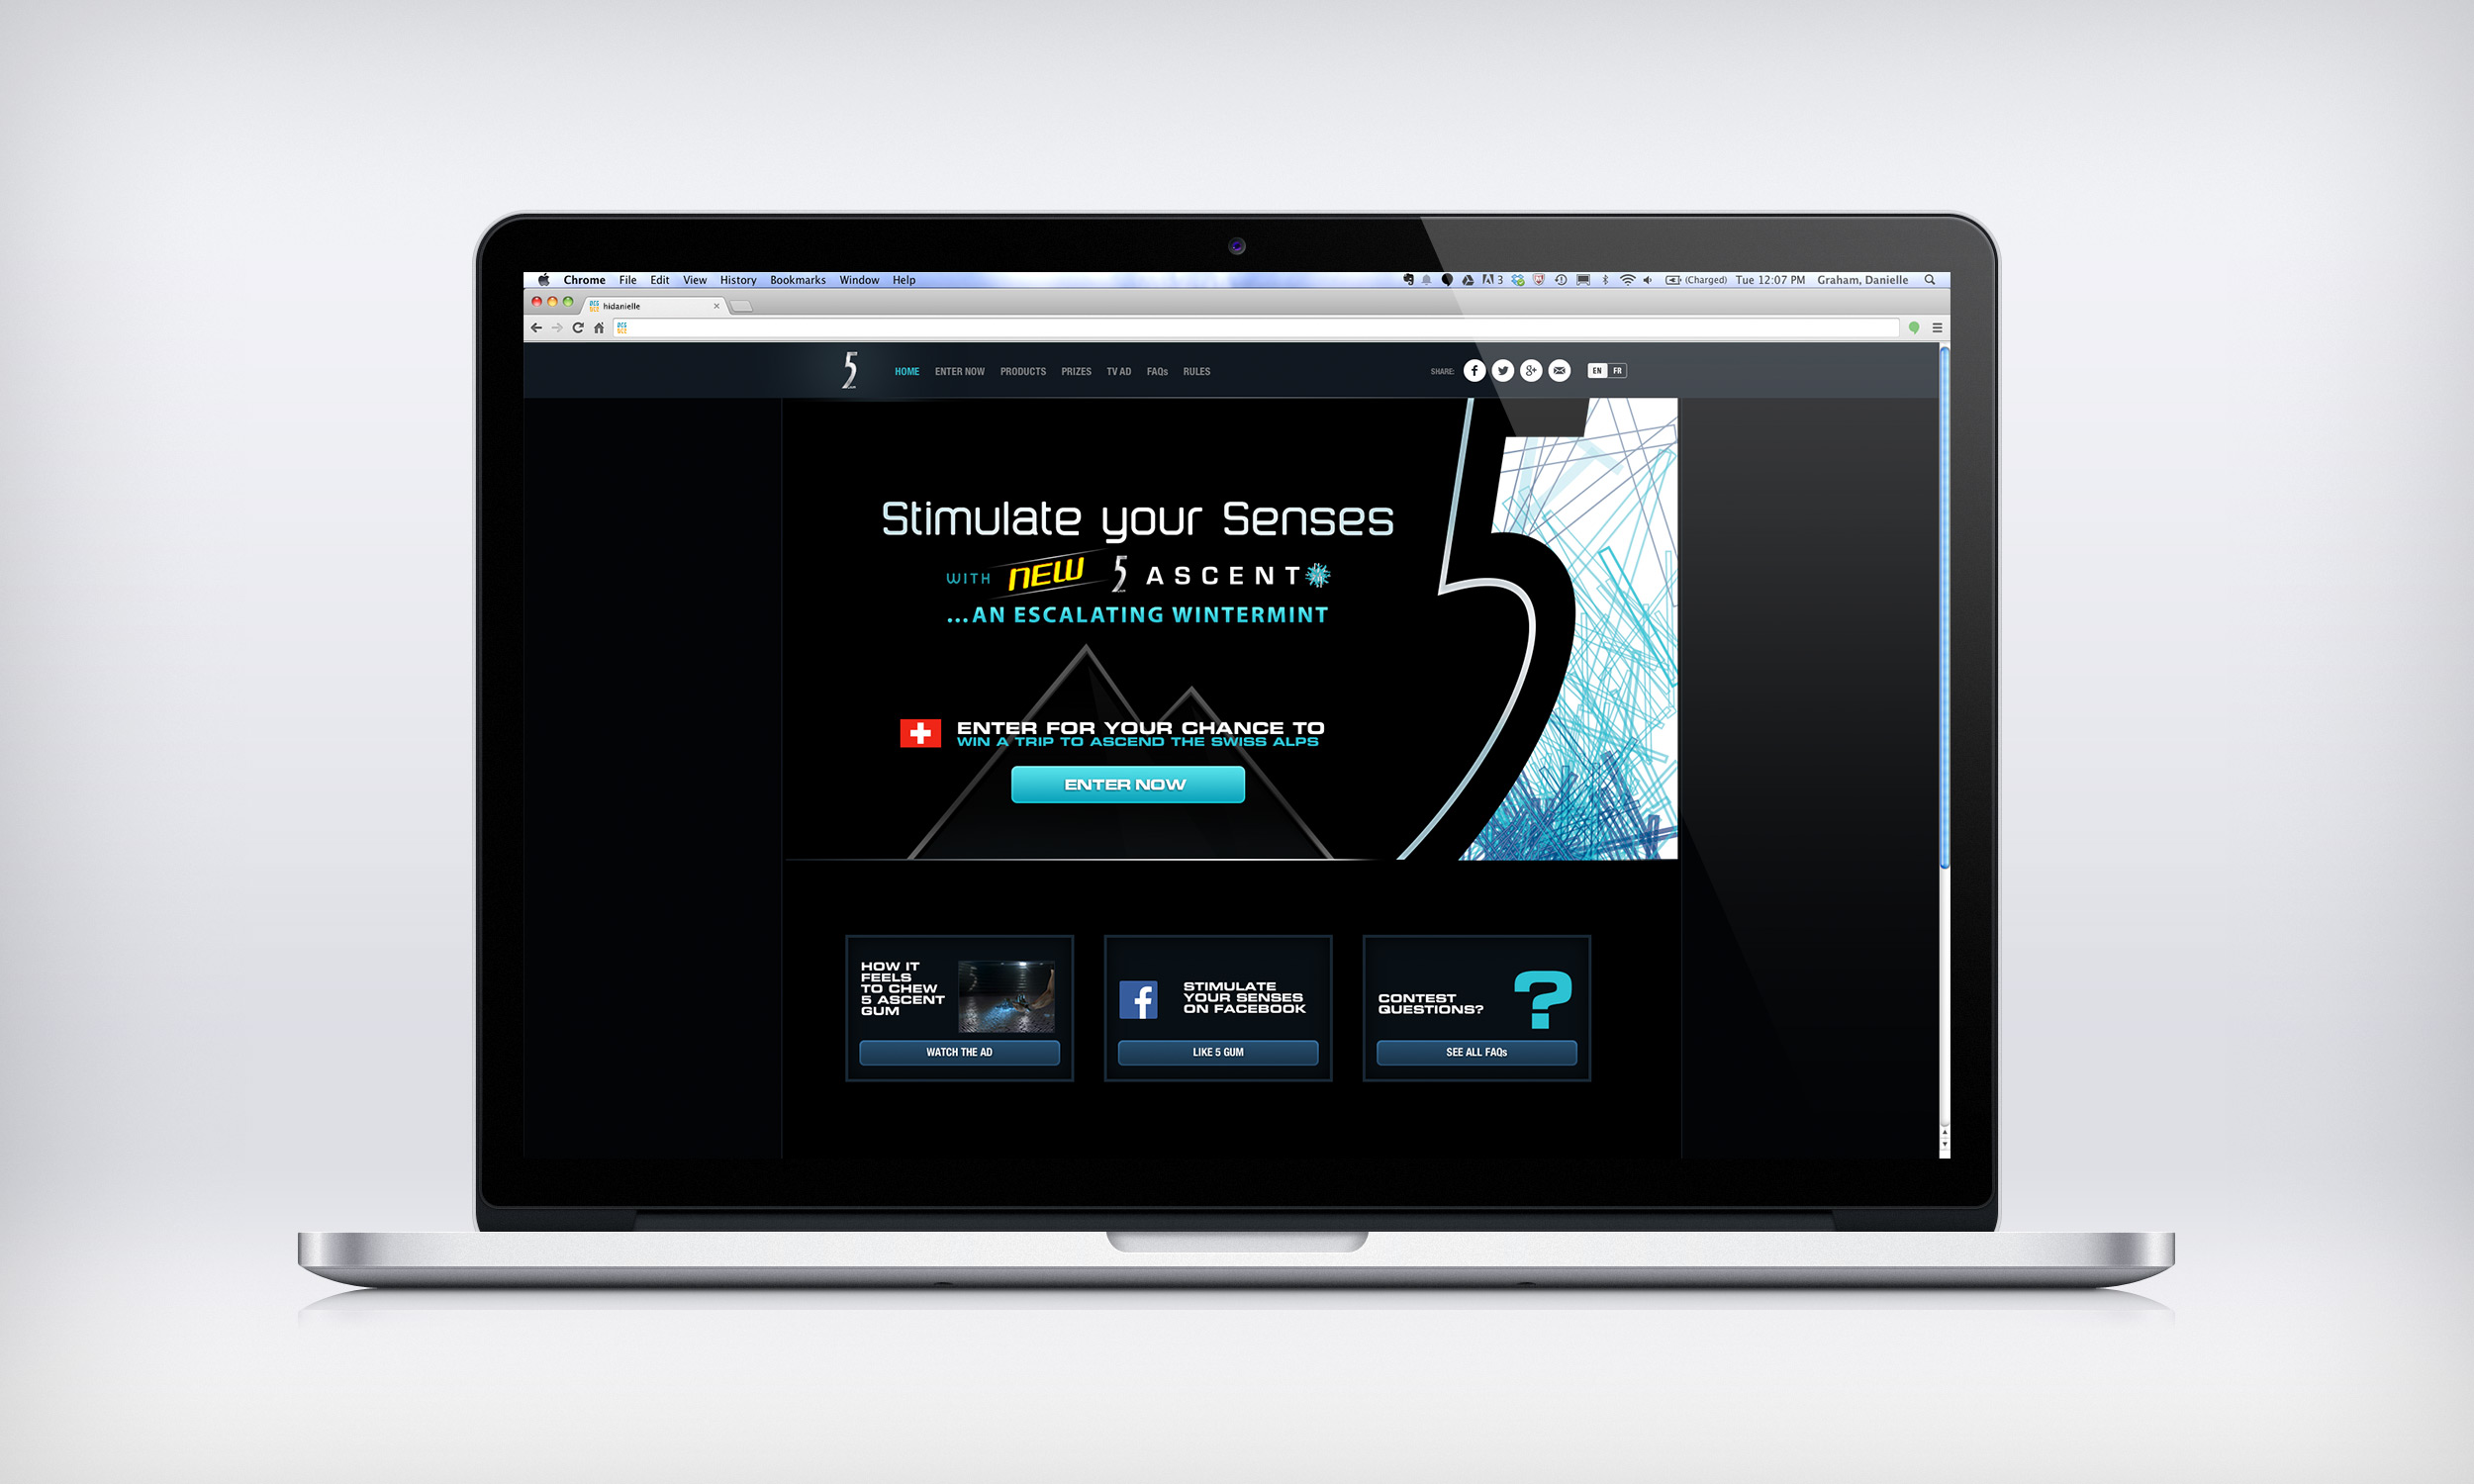 Chrome File Edit View History Bookmarks Window Help 3 (Charged) Tue 12:07 PM Graham, Danielle
hidanielle
5 HOME ENTER NOW PRODUCTS PRIZES TV AD FAQs RULES SHARE: f 8+ EN FR
Stimulate your Senses
WITH NEW 5 ASCENT
...AN ESCALATING WINTERMINT
5
ENTER FOR YOUR CHANCE TO
WIN A TRIP TO ASCEND THE SWISS ALPS
ENTER NOW
HOW IT
FEELS
TO CHEW
5 ASCENT
GUM
WATCH THE AD
f
STIMULATE
YOUR SENSES
ON FACEBOOK
LIKE 5 GUM
CONTEST
QUESTIONS?
?
SEE ALL FAQs